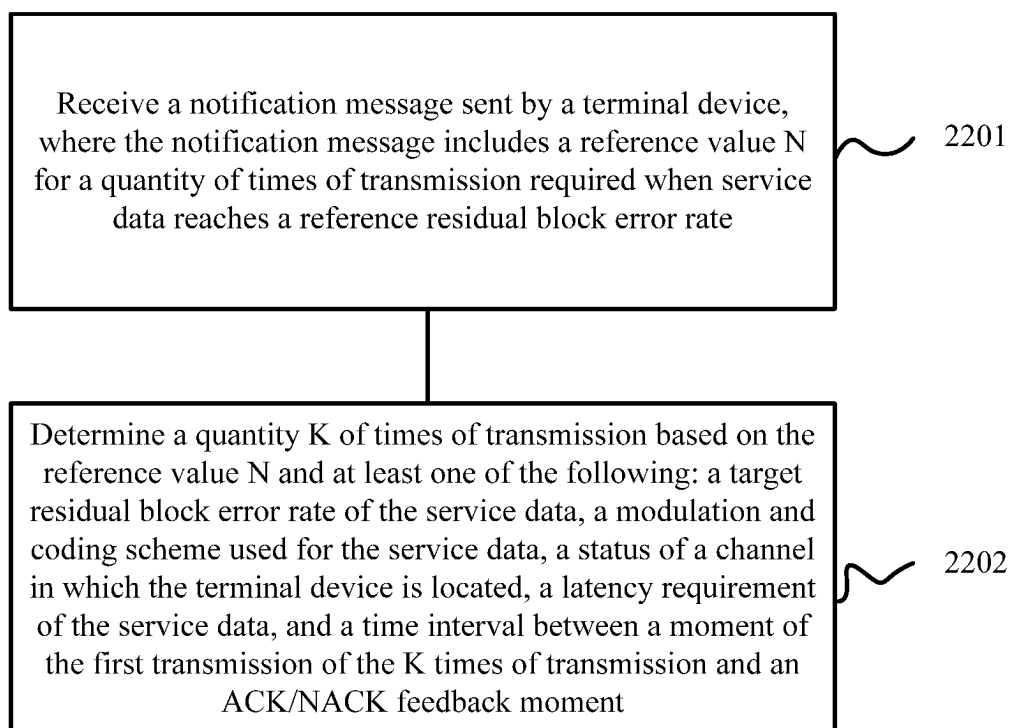 Receive a notification message sent by a terminal device,
where the notification message includes a reference value N
for a quantity of times of transmission required when service
data reaches a reference residual block error rate
2201
Determine a quantity K of times of transmission based on the
reference value N and at least one of the following: a target
residual block error rate of the service data, a modulation and
coding scheme used for the service data, a status of a channel
in which the terminal device is located, a latency requirement
of the service data, and a time interval between a moment of
the first transmission of the K times of transmission and an
ACK/NACK feedback moment
2202